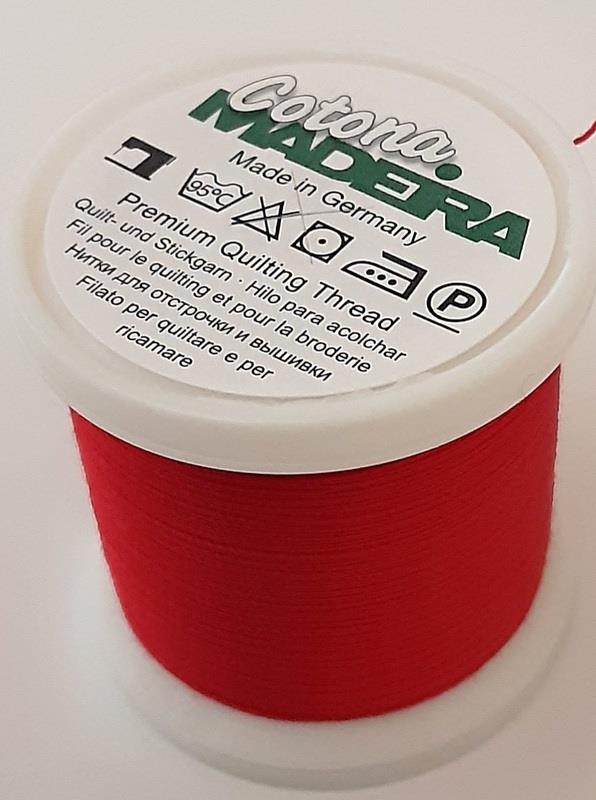 Cotona
MADERA
Made in Germany
95°C
P
Premium Quilting Thread
Quilt- und Stickgarn · Hilo para acolchar
Fil pour le quilting et pour la broderie
Нитки для отстрочки и вышивки
Filato per quiltare e per
ricamare